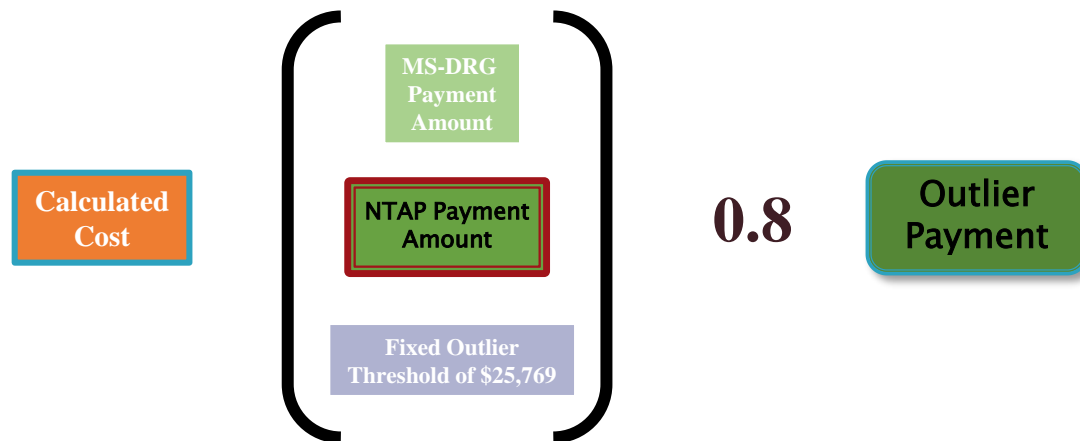 Calculated
Cost
MS-DRG
Payment
Amount
NTAP Payment
Amount
Fixed Outlier
Threshold of $25,769
0.8
Outlier
Payment